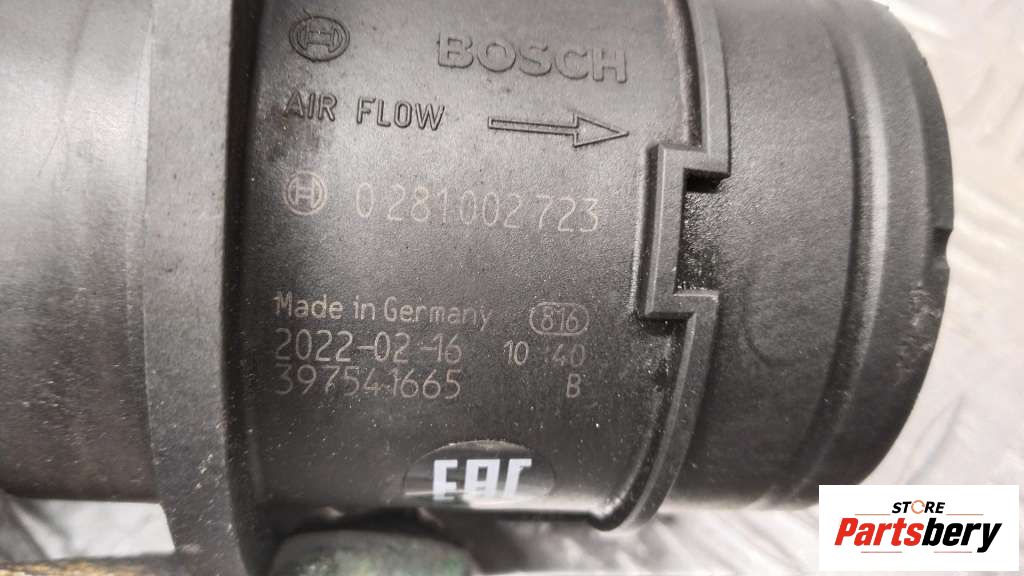 BOSCH
AIR FLOW
0 281 002 723
Made in Germany 816
2022-02-16 10:40
397541665 B
EAC
STORE
Partsbery